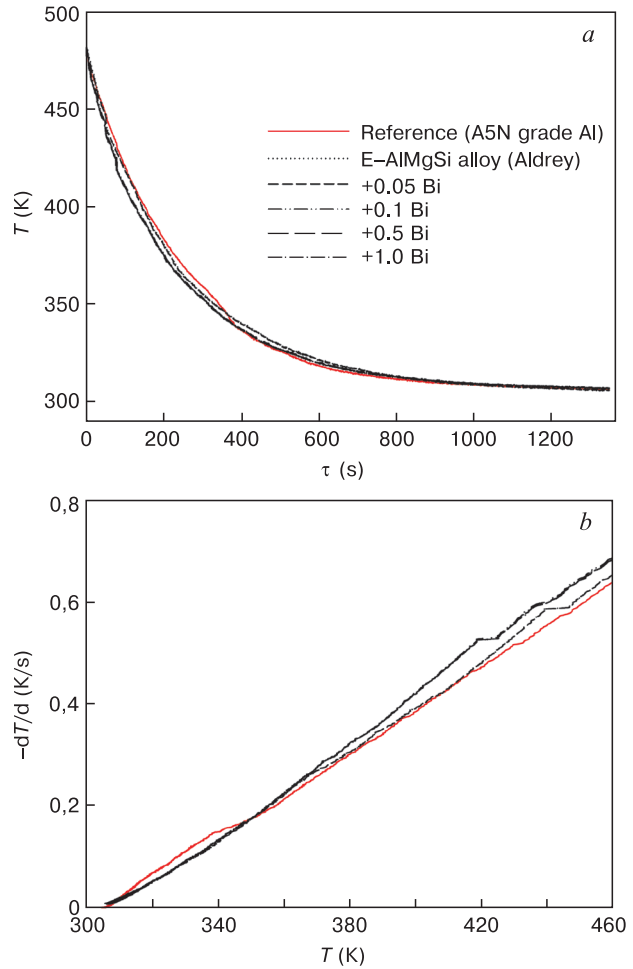 a
500
450
400
350
300
T (K)
Reference (A5N grade Al)
E–AlMgSi alloy (Aldrey)
+0.05 Bi
+0.1 Bi
+0.5 Bi
+1.0 Bi
0 200 400 600 800 1000 1200
τ (s)
b
0,8
0,6
0,4
0,2
0
–dT/d (K/s)
300 340 380 420 460
T (K)